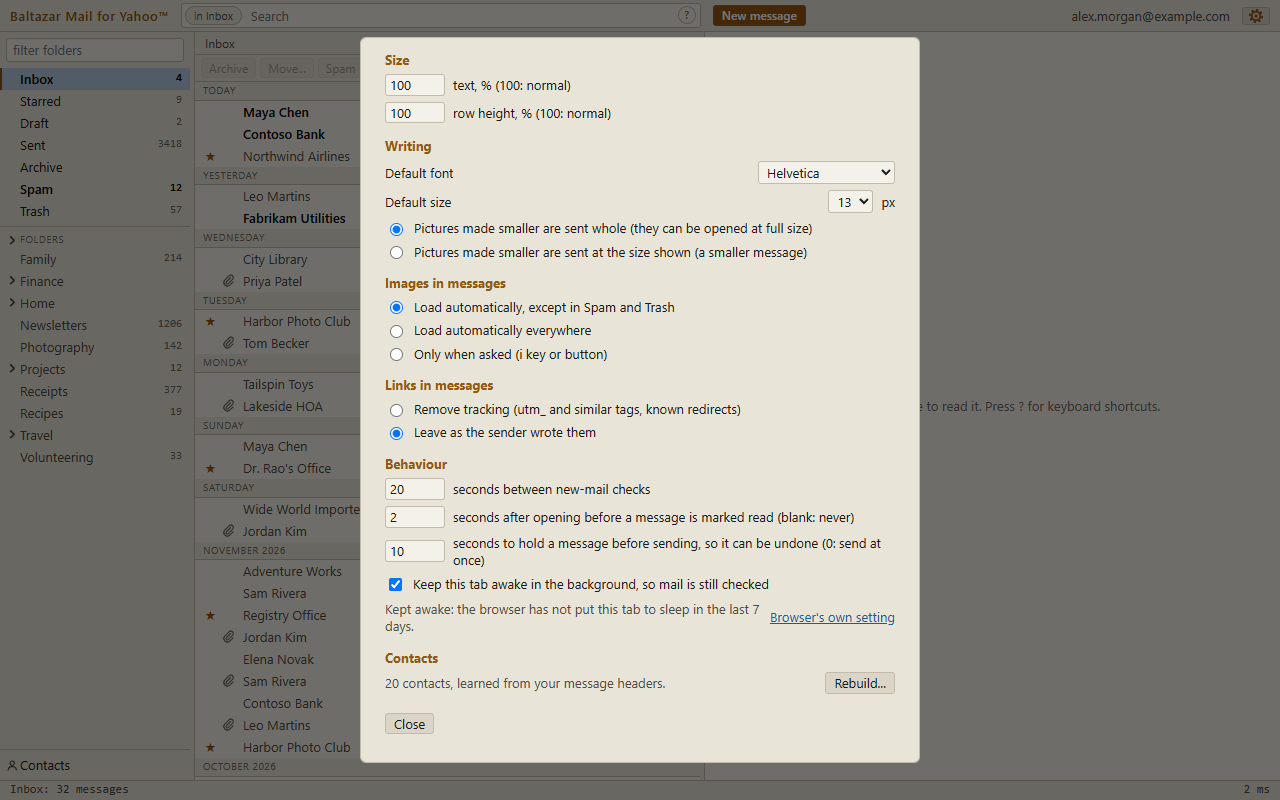 Baltazar Mail for Yahoo™
in Inbox Search ?
New message
alex.morgan@example.com
filter folders
Inbox 4
Starred 9
Draft 2
Sent 3418
Archive
Spam 12
Trash 57
FOLDERS
Family 214
Finance
Home
Newsletters 1206
Photography 142
Projects 12
Receipts 377
Recipes 19
Travel
Volunteering 33
Contacts
Inbox
Archive Move... Spam
TODAY
Maya Chen
Contoso Bank
★ Northwind Airlines
YESTERDAY
Leo Martins
Fabrikam Utilities
WEDNESDAY
City Library
Priya Patel
TUESDAY
★ Harbor Photo Club
Tom Becker
MONDAY
Tailspin Toys
Lakeside HOA
SUNDAY
Maya Chen
★ Dr. Rao's Office
SATURDAY
Wide World Importe
Jordan Kim
NOVEMBER 2026
Adventure Works
Sam Rivera
★ Registry Office
Jordan Kim
Elena Novak
Sam Rivera
Contoso Bank
Leo Martins
★ Harbor Photo Club
OCTOBER 2026
Size
100 text, % (100: normal)
100 row height, % (100: normal)
Writing
Default font Helvetica
Default size 13 px
Pictures made smaller are sent whole (they can be opened at full size)
Pictures made smaller are sent at the size shown (a smaller message)
Images in messages
Load automatically, except in Spam and Trash
Load automatically everywhere
Only when asked (i key or button)
Links in messages
Remove tracking (utm_ and similar tags, known redirects)
Leave as the sender wrote them
Behaviour
20 seconds between new-mail checks
2 seconds after opening before a message is marked read (blank: never)
10 seconds to hold a message before sending, so it can be undone (0: send at
once)
Keep this tab awake in the background, so mail is still checked
Kept awake: the browser has not put this tab to sleep in the last 7
days.
Browser's own setting
Contacts
20 contacts, learned from your message headers. Rebuild...
Close
e to read it. Press ? for keyboard shortcuts.
Inbox: 32 messages
2 ms